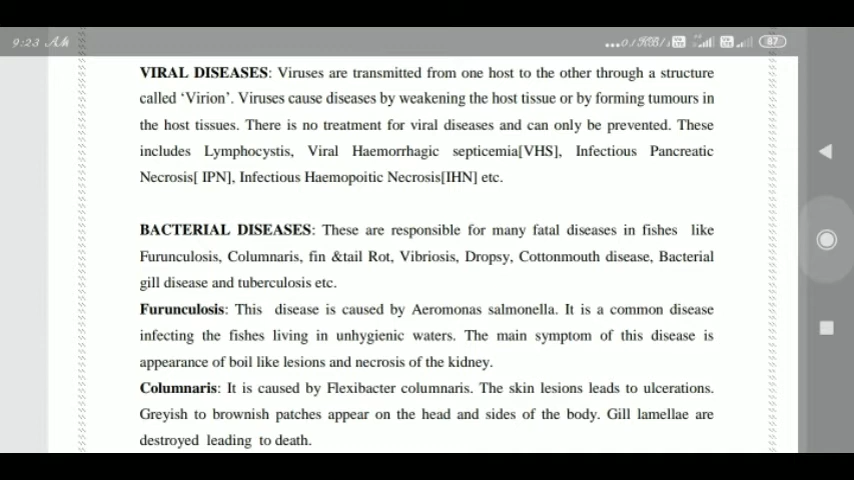 9:23 AM
87
VIRAL DISEASES: Viruses are transmitted from one host to the other through a structure
called ‘Virion’. Viruses cause diseases by weakening the host tissue or by forming tumours in
the host tissues. There is no treatment for viral diseases and can only be prevented. These
includes Lymphocystis, Viral Haemorrhagic septicemia[VHS], Infectious Pancreatic
Necrosis[ IPN], Infectious Haemopoitic Necrosis[IHN] etc.
BACTERIAL DISEASES: These are responsible for many fatal diseases in fishes like
Furunculosis, Columnaris, fin &tail Rot, Vibriosis, Dropsy, Cottonmouth disease, Bacterial
gill disease and tuberculosis etc.
Furunculosis: This disease is caused by Aeromonas salmonella. It is a common disease
infecting the fishes living in unhygienic waters. The main symptom of this disease is
appearance of boil like lesions and necrosis of the kidney.
Columnaris: It is caused by Flexibacter columnaris. The skin lesions leads to ulcerations.
Greyish to brownish patches appear on the head and sides of the body. Gill lamellae are
destroyed leading to death.